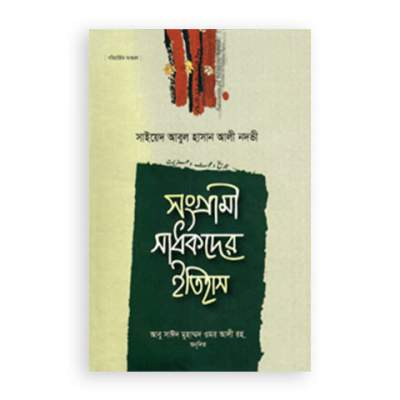 সাইয়েদ আবুল হাসান আলী নদভী
সংগ্রামী
সাধকদের
ইতিহাস
আবু সাঈদ মুহাম্মদ ওমর আলী রহ.
অনূদিত